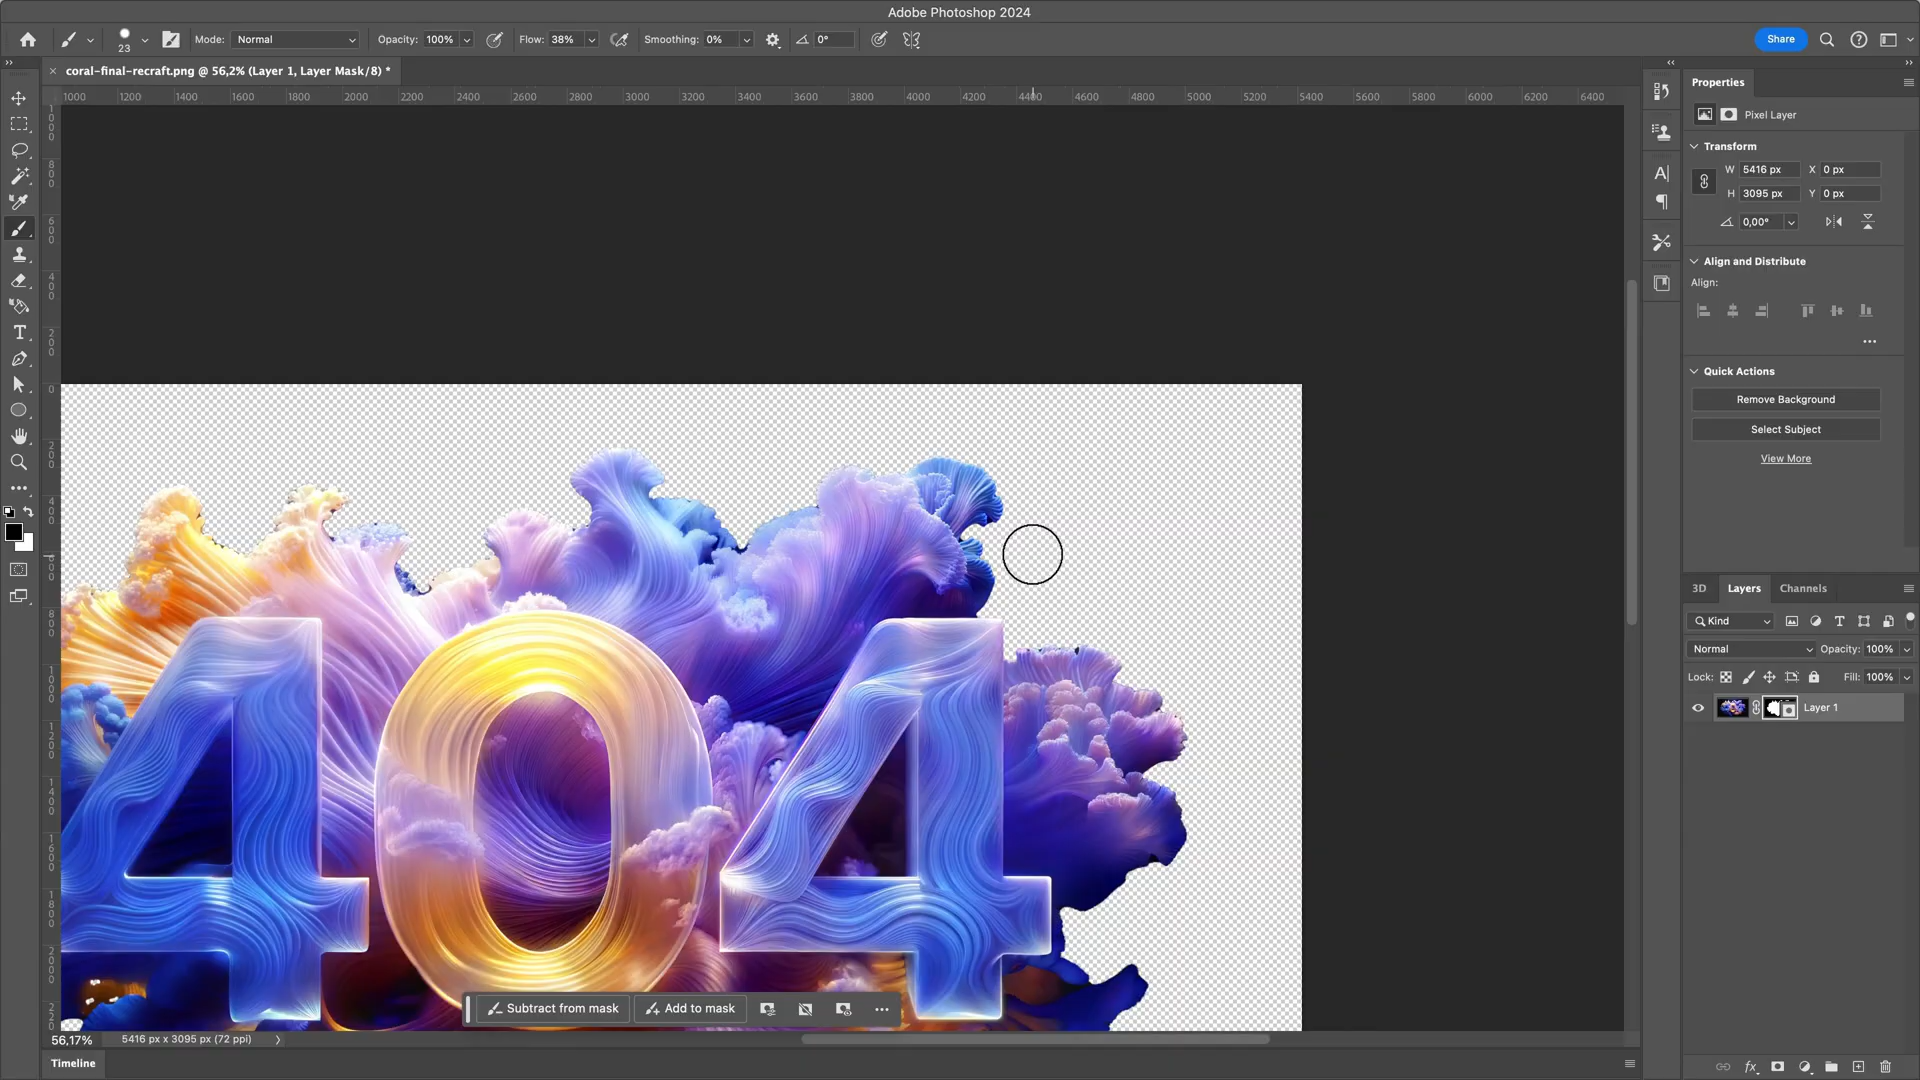 Adobe Photoshop 2024
23
Mode: Normal
Opacity: 100%
Flow: 38%
Smoothing: 0%
0°
Share
coral-final-recraft.png @ 56,2% (Layer 1, Layer Mask/8) *
1000 1200 1400 1600 1800 2000 2200 2400 2600 2800 3000 3200 3400 3600 3800 4000 4200 4400 4600 4800 5000 5200 5400 5600 5800 6000 6200 6400
Properties
Pixel Layer
Transform
W 5416 px X 0 px
H 3095 px Y 0 px
0,00°
Align and Distribute
Align:
Quick Actions
Remove Background
Select Subject
View More
404
3D Layers Channels
Kind
Normal Opacity: 100%
Lock: Fill: 100%
Layer 1
Subtract from mask
Add to mask
56,17% 5416 px x 3095 px (72 ppi)
Timeline